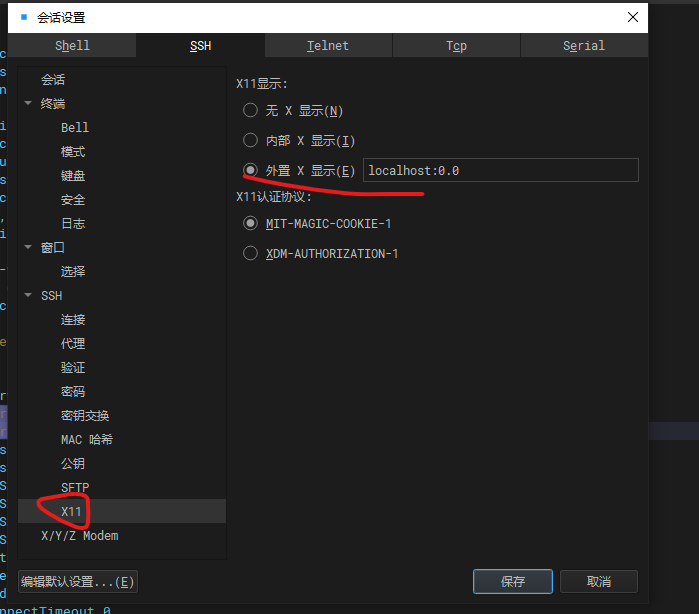 会话设置
Shell
SSH
Telnet
Tcp
Serial
会话
终端
Bell
模式
键盘
安全
日志
窗口
选择
SSH
连接
代理
验证
密码
密钥交换
MAC 哈希
公钥
SFTP
X11
X/Y/Z Modem
X11显示:
无 X 显示(N)
内部 X 显示(I)
外置 X 显示(E) localhost:0.0
X11认证协议:
MIT-MAGIC-COOKIE-1
XDM-AUTHORIZATION-1
编辑默认设置...(E)
保存
取消
nnectTimeout 0